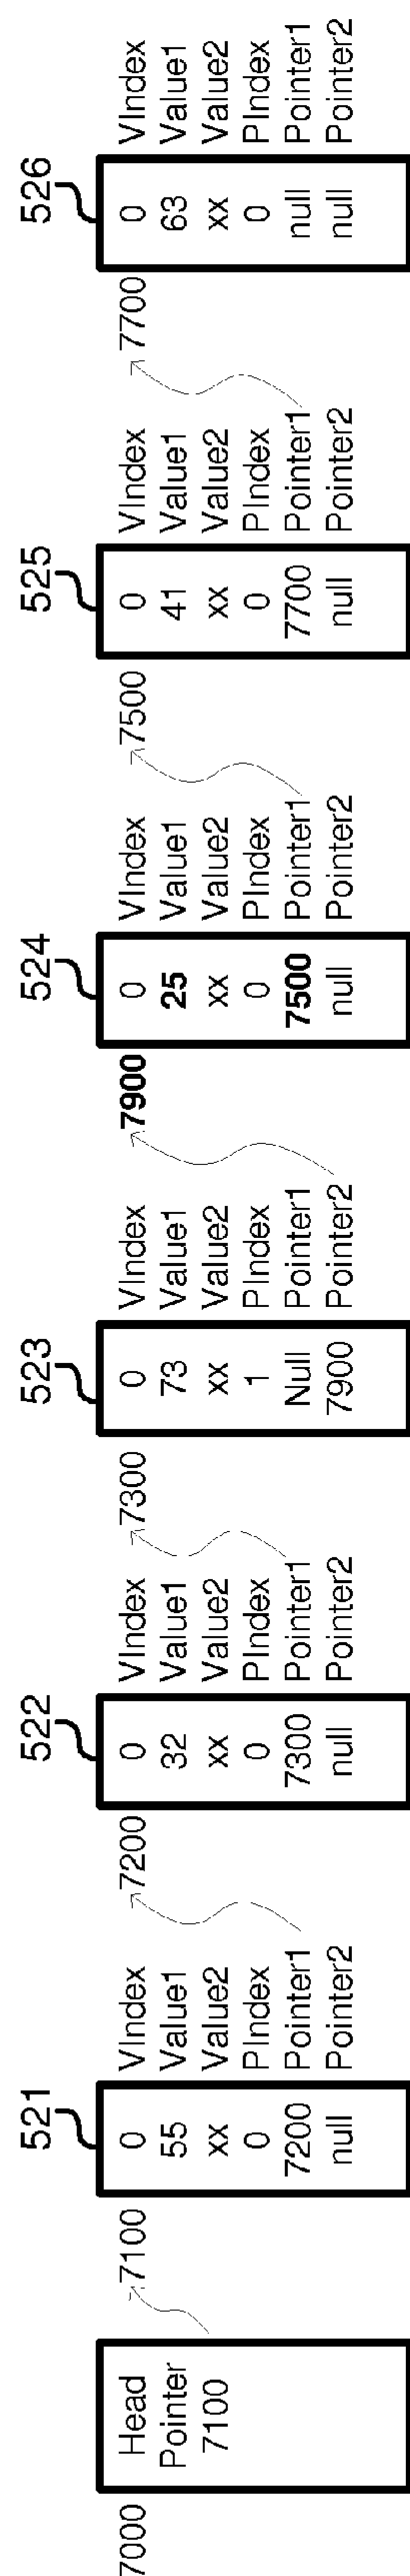 7000
Head
Pointer
7100
521
7100
0 VIndex
55 Value1
xx Value2
0 PIndex
7200 Pointer1
null Pointer2
522
7200
0 VIndex
32 Value1
xx Value2
0 PIndex
7300 Pointer1
null Pointer2
523
7300
0 VIndex
73 Value1
xx Value2
1 PIndex
Null Pointer1
7900 Pointer2
524
7900
0 VIndex
25 Value1
xx Value2
0 PIndex
7500 Pointer1
null Pointer2
525
7500
0 VIndex
41 Value1
xx Value2
0 PIndex
7700 Pointer1
null Pointer2
526
7700
0 VIndex
63 Value1
xx Value2
0 PIndex
null Pointer1
null Pointer2